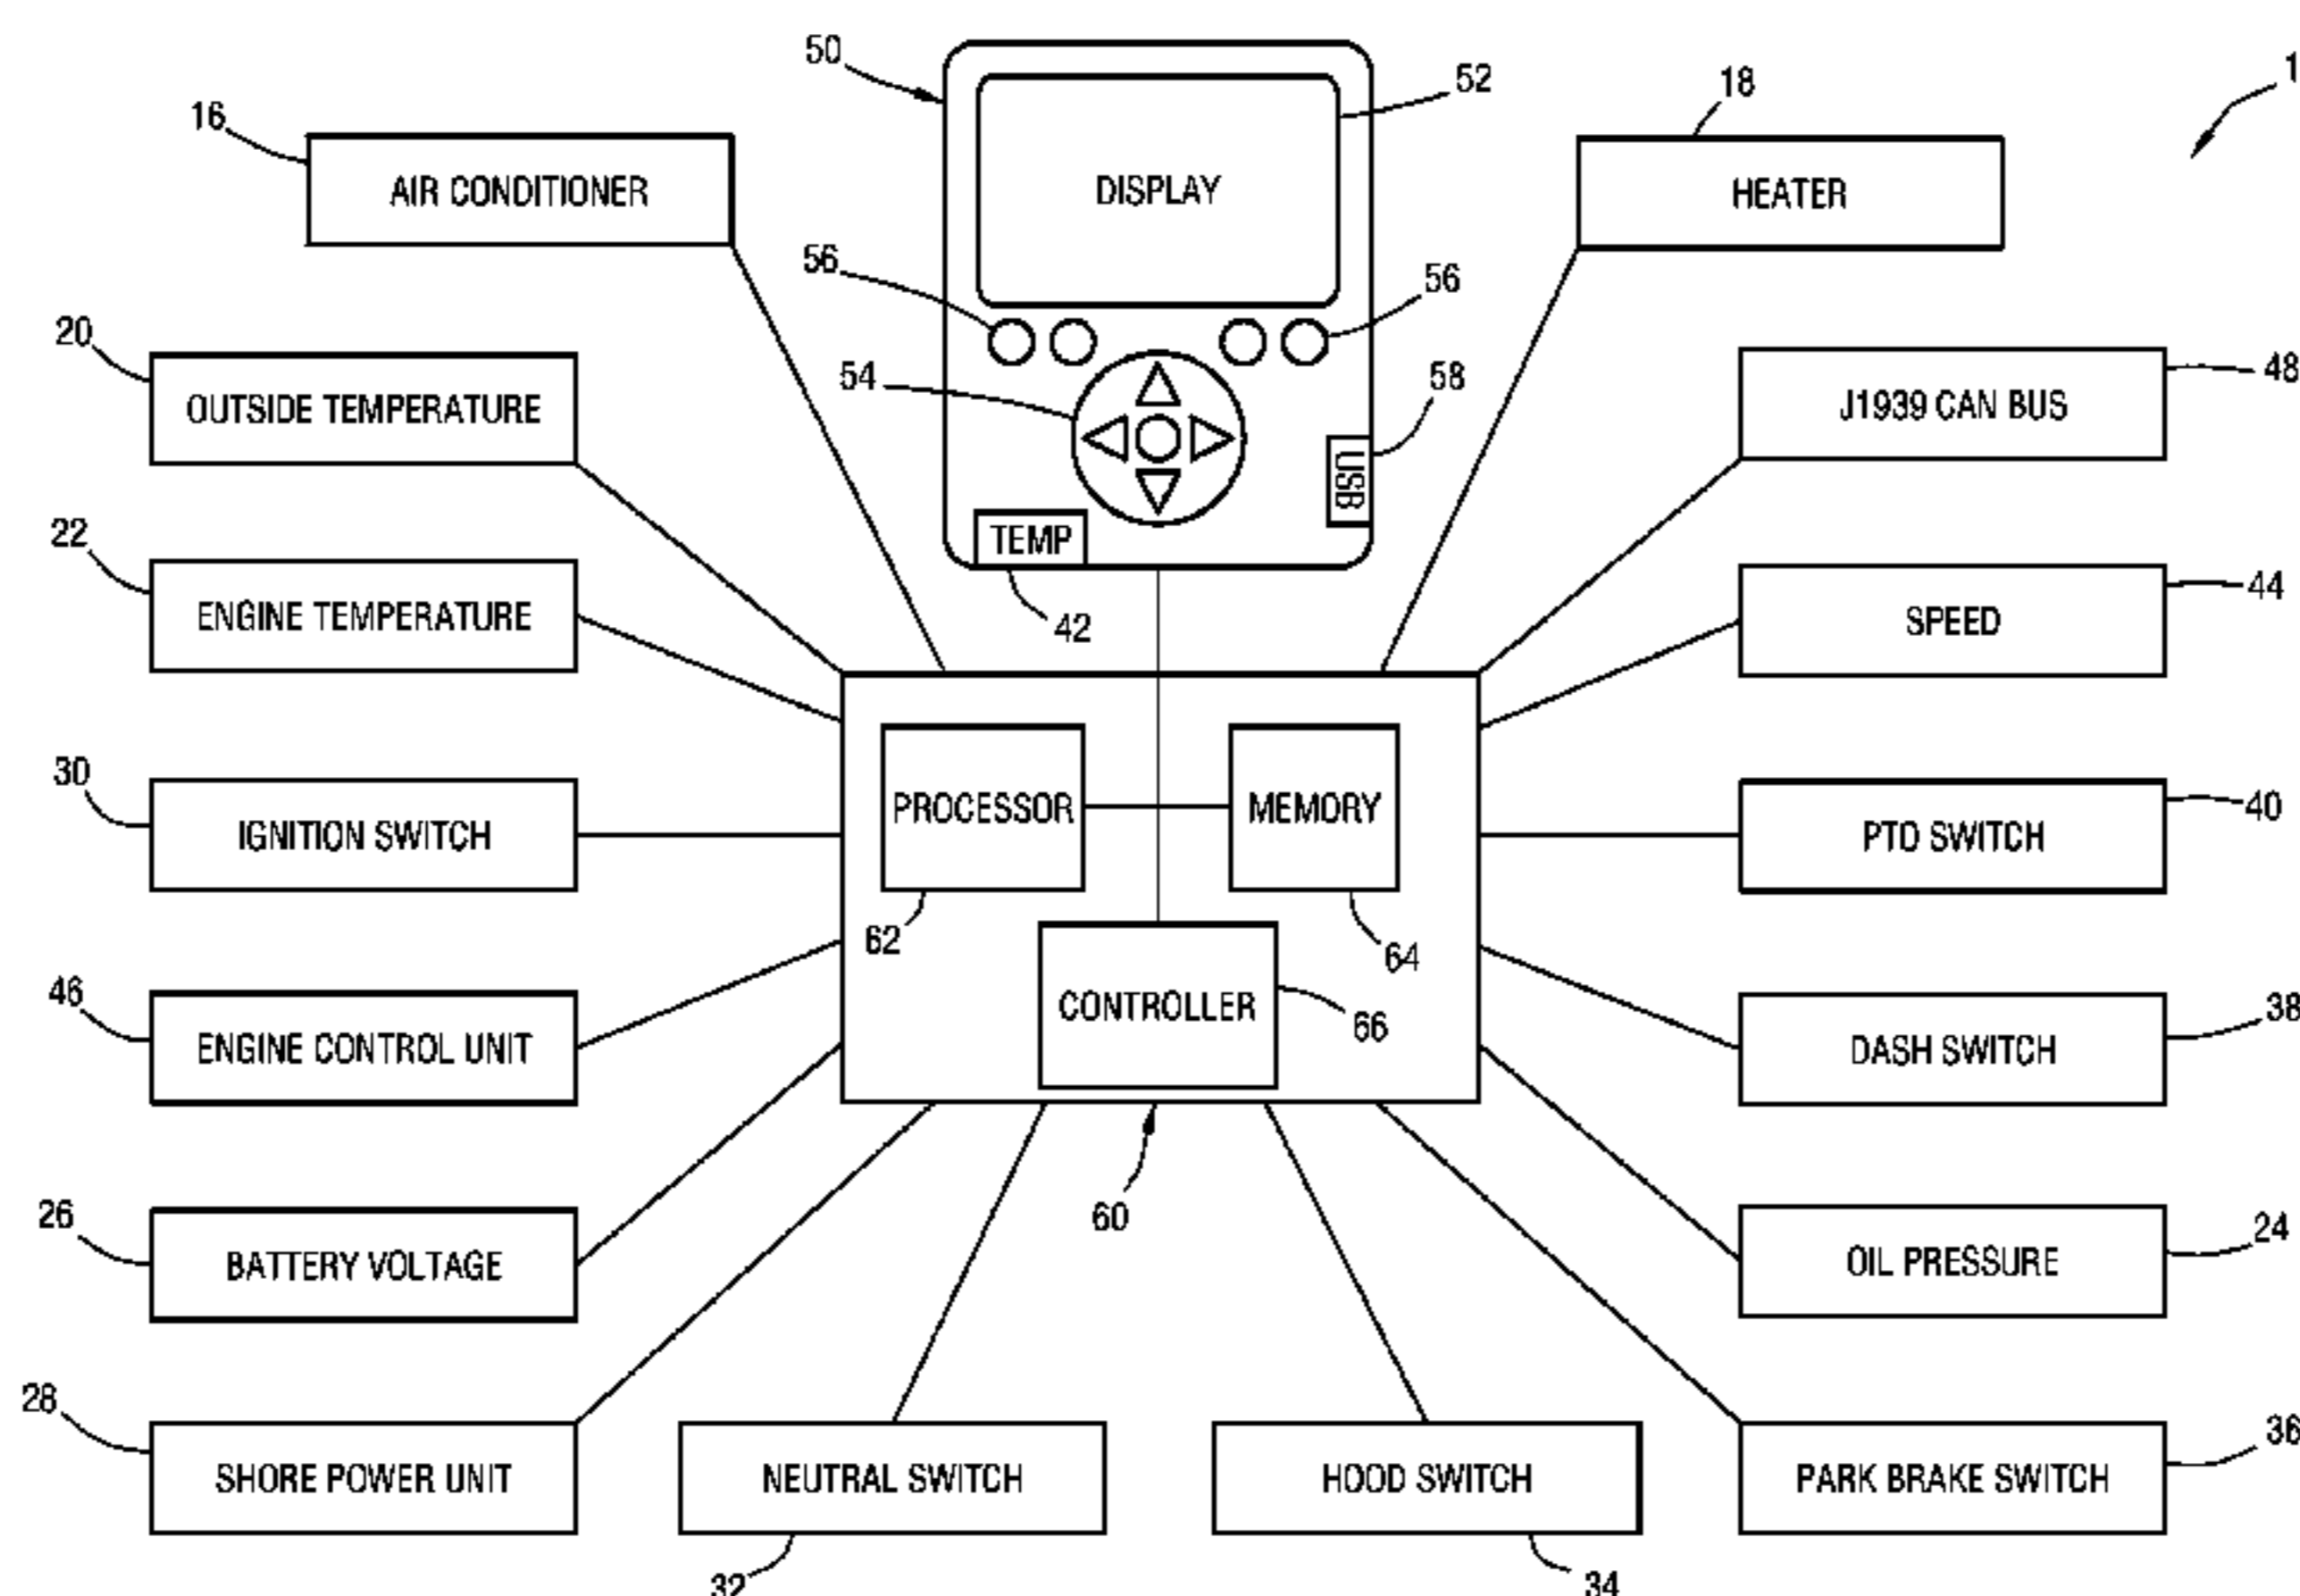 50
52
18
1
16
AIR CONDITIONER
DISPLAY
HEATER
56
56
20
54
58
48
OUTSIDE TEMPERATURE
J1939 CAN BUS
USB
22
TEMP
44
ENGINE TEMPERATURE
42
SPEED
30
PROCESSOR
MEMORY
40
IGNITION SWITCH
PTO SWITCH
62
64
46
CONTROLLER
66
38
ENGINE CONTROL UNIT
DASH SWITCH
26
60
24
BATTERY VOLTAGE
OIL PRESSURE
28
36
SHORE POWER UNIT
NEUTRAL SWITCH
HOOD SWITCH
PARK BRAKE SWITCH
32
34